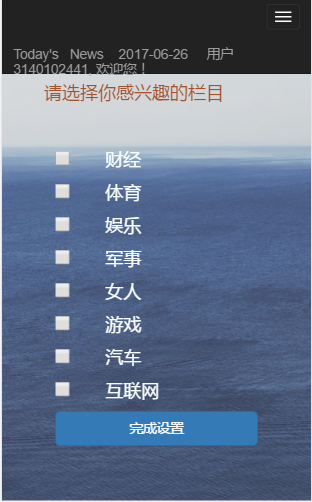 Today's News 2017-06-26 用户
3140102441, 欢迎您！
请选择你感兴趣的栏目
财经
体育
娱乐
军事
女人
游戏
汽车
互联网
完成设置